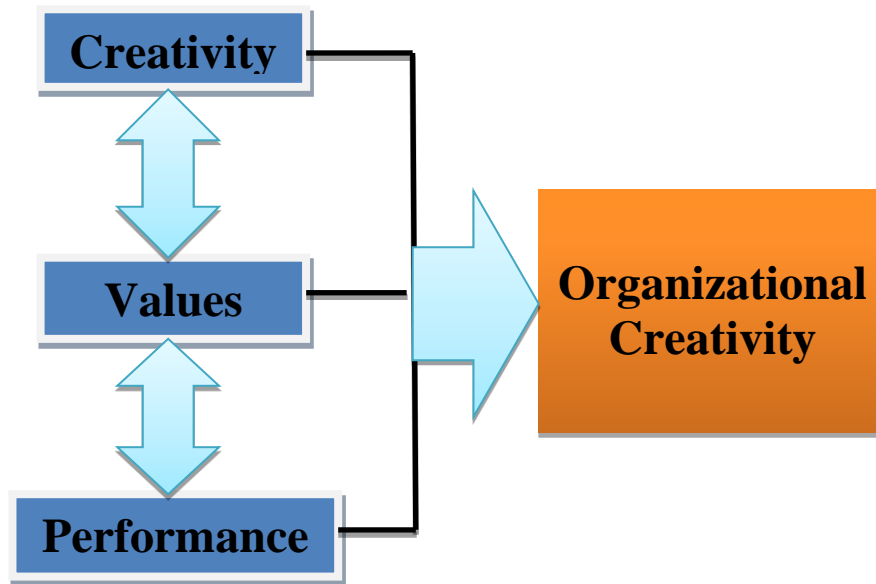 Creativity
Values
Performance
Organizational
Creativity